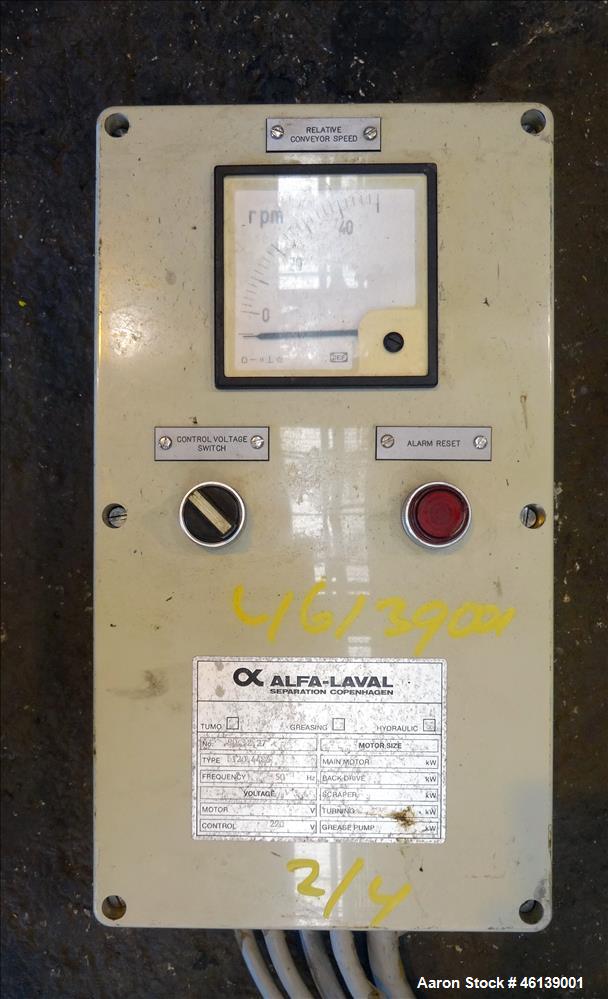 RELATIVE
CONVEYOR SPEED
rpm
40
0
CONTROL VOLTAGE
SWITCH
ALARM RESET
46139001
ALFA-LAVAL
SEPARATION COPENHAGEN
TUMO GREASING HYDRAULIC
No. MOTOR SIZE
TYPE MAIN MOTOR kW
FREQUENCY 50 Hz BACK DRIVE kW
VOLTAGE SCRAPER kW
MOTOR V TURNING kW
CONTROL 220 V GREASE PUMP kW
2/4
Aaron Stock # 46139001